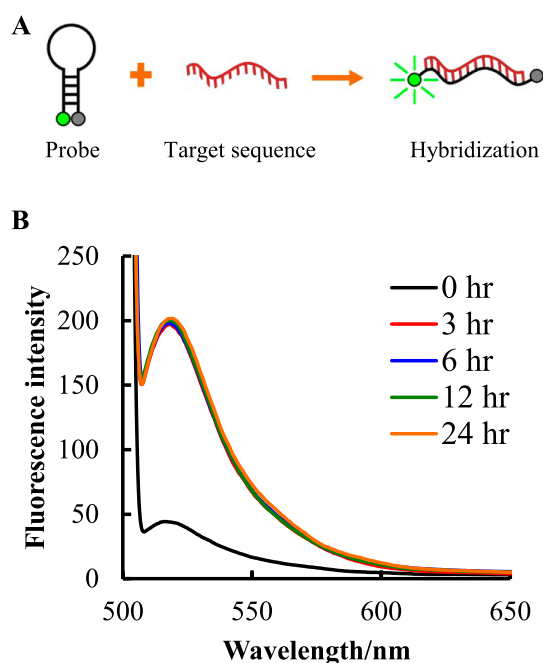 A
Probe
Target sequence
Hybridization
B
Fluorescence intensity
250
200
150
100
50
0
0 hr
3 hr
6 hr
12 hr
24 hr
500
550
600
650
Wavelength/nm